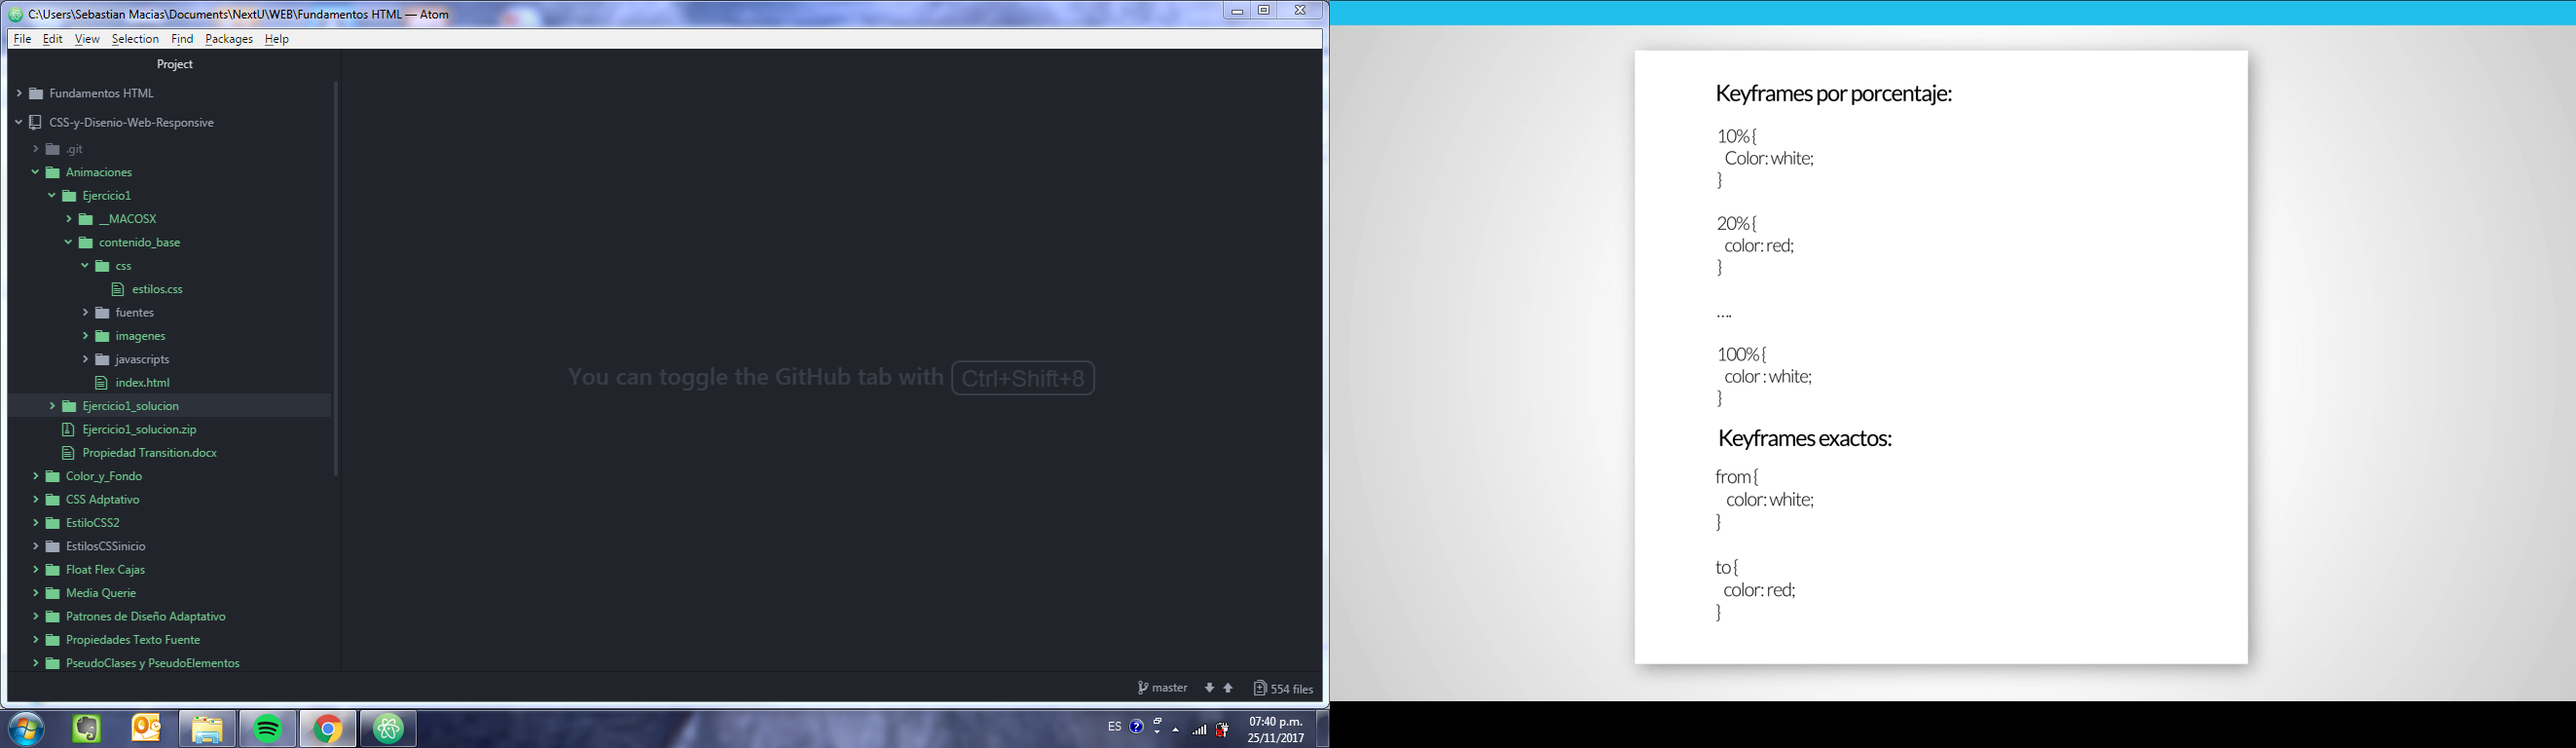 C:\Users\Sebastian Macias\Documents\NextU\WEB\Fundamentos HTML — Atom
File Edit View Selection Find Packages Help
Project
Fundamentos HTML
CSS-y-Disenio-Web-Responsive
.git
Animaciones
Ejercicio1
__MACOSX
contenido_base
css
estilos.css
fuentes
imagenes
javascripts
index.html
Ejercicio1_solucion
Ejercicio1_solucion.zip
Propiedad Transition.docx
Color_y_Fondo
CSS Adptativo
EstiloCSS2
EstilosCSSinicio
Float Flex Cajas
Media Querie
Patrones de Diseño Adaptativo
Propiedades Texto Fuente
PseudoClases y PseudoElementos
You can toggle the GitHub tab with Ctrl+Shift+8
master 554 files
ES
07:40 p.m.
25/11/2017
Keyframes por porcentaje:
10% {
Color: white;
}
20% {
color: red;
}
....
100% {
color : white;
}
Keyframes exactos:
from {
color: white;
}
to {
color: red;
}